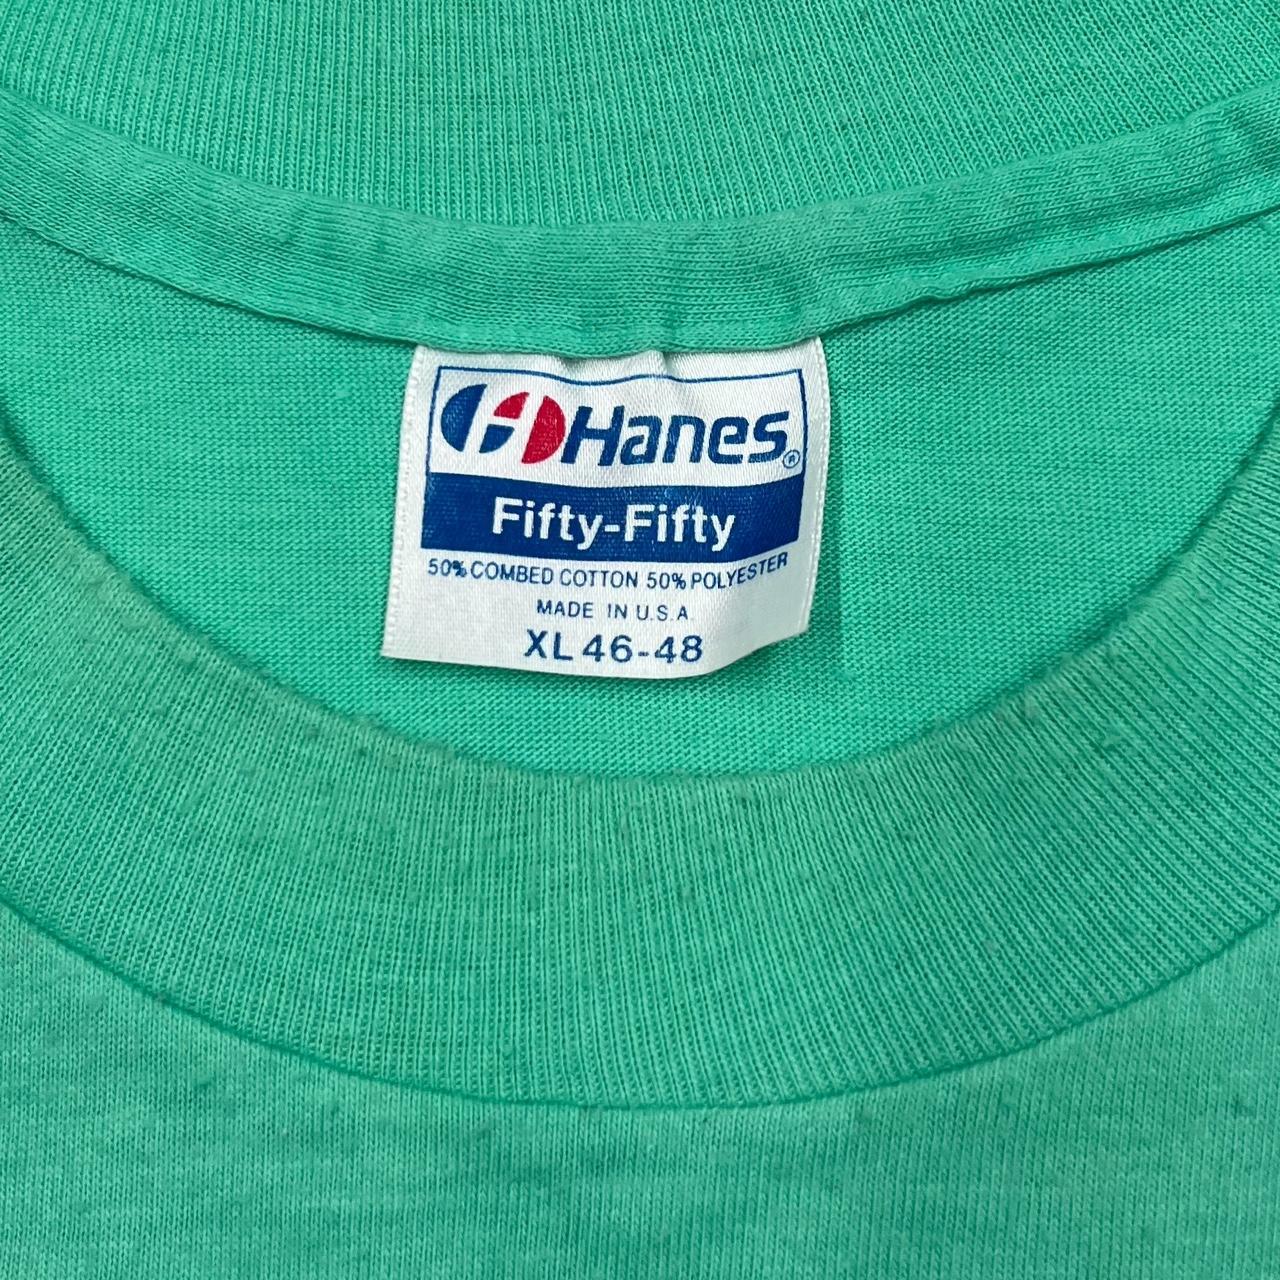 Hanes®
Fifty-Fifty
50% COMBED COTTON 50% POLYESTER
MADE IN U.S.A.
XL 46-48